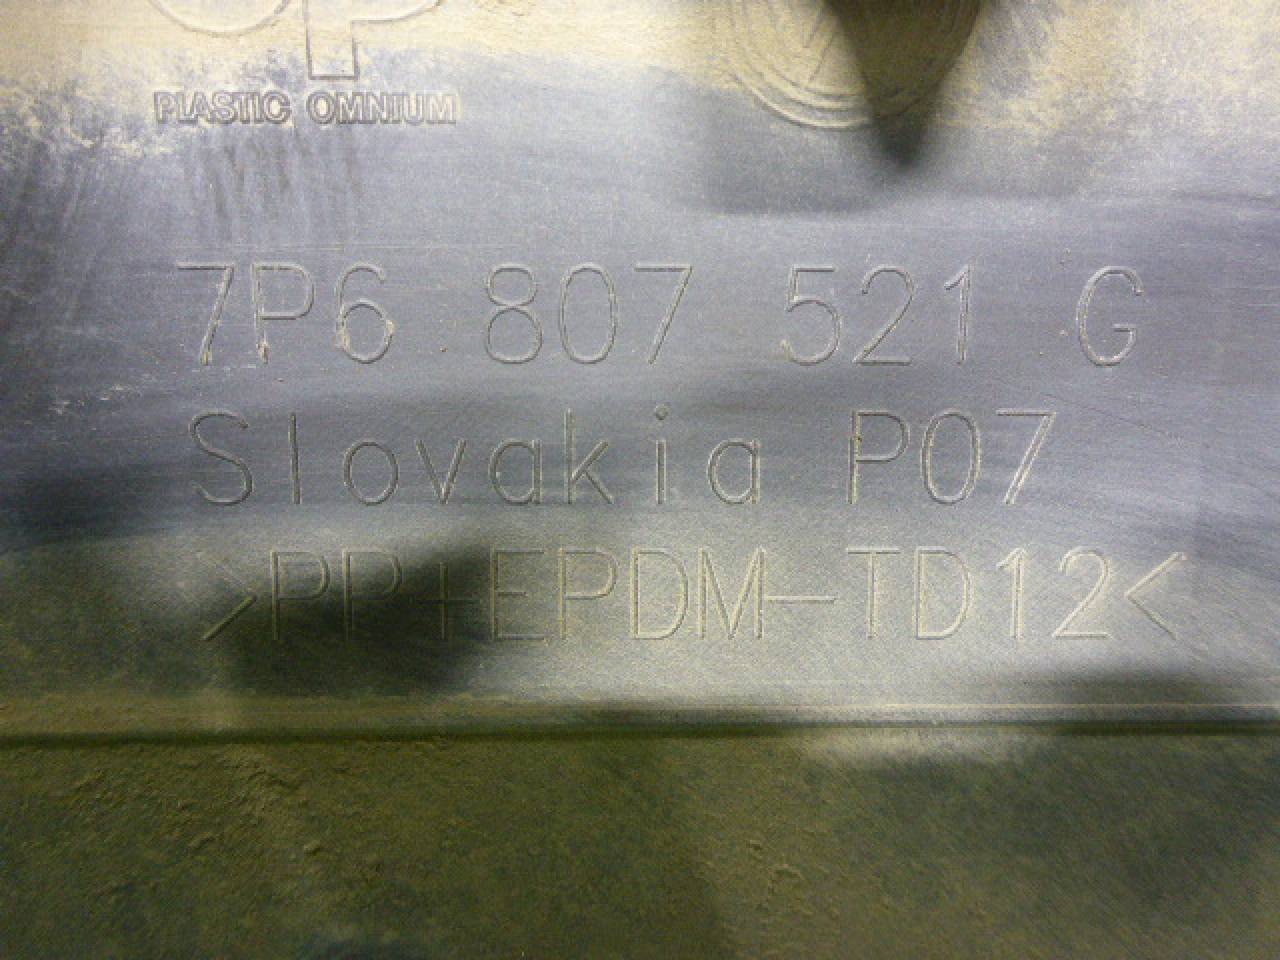 PLASTIC OMNIUM
7P6 807 521 G
Slovakia P07
>PP+EPDM-TD12<